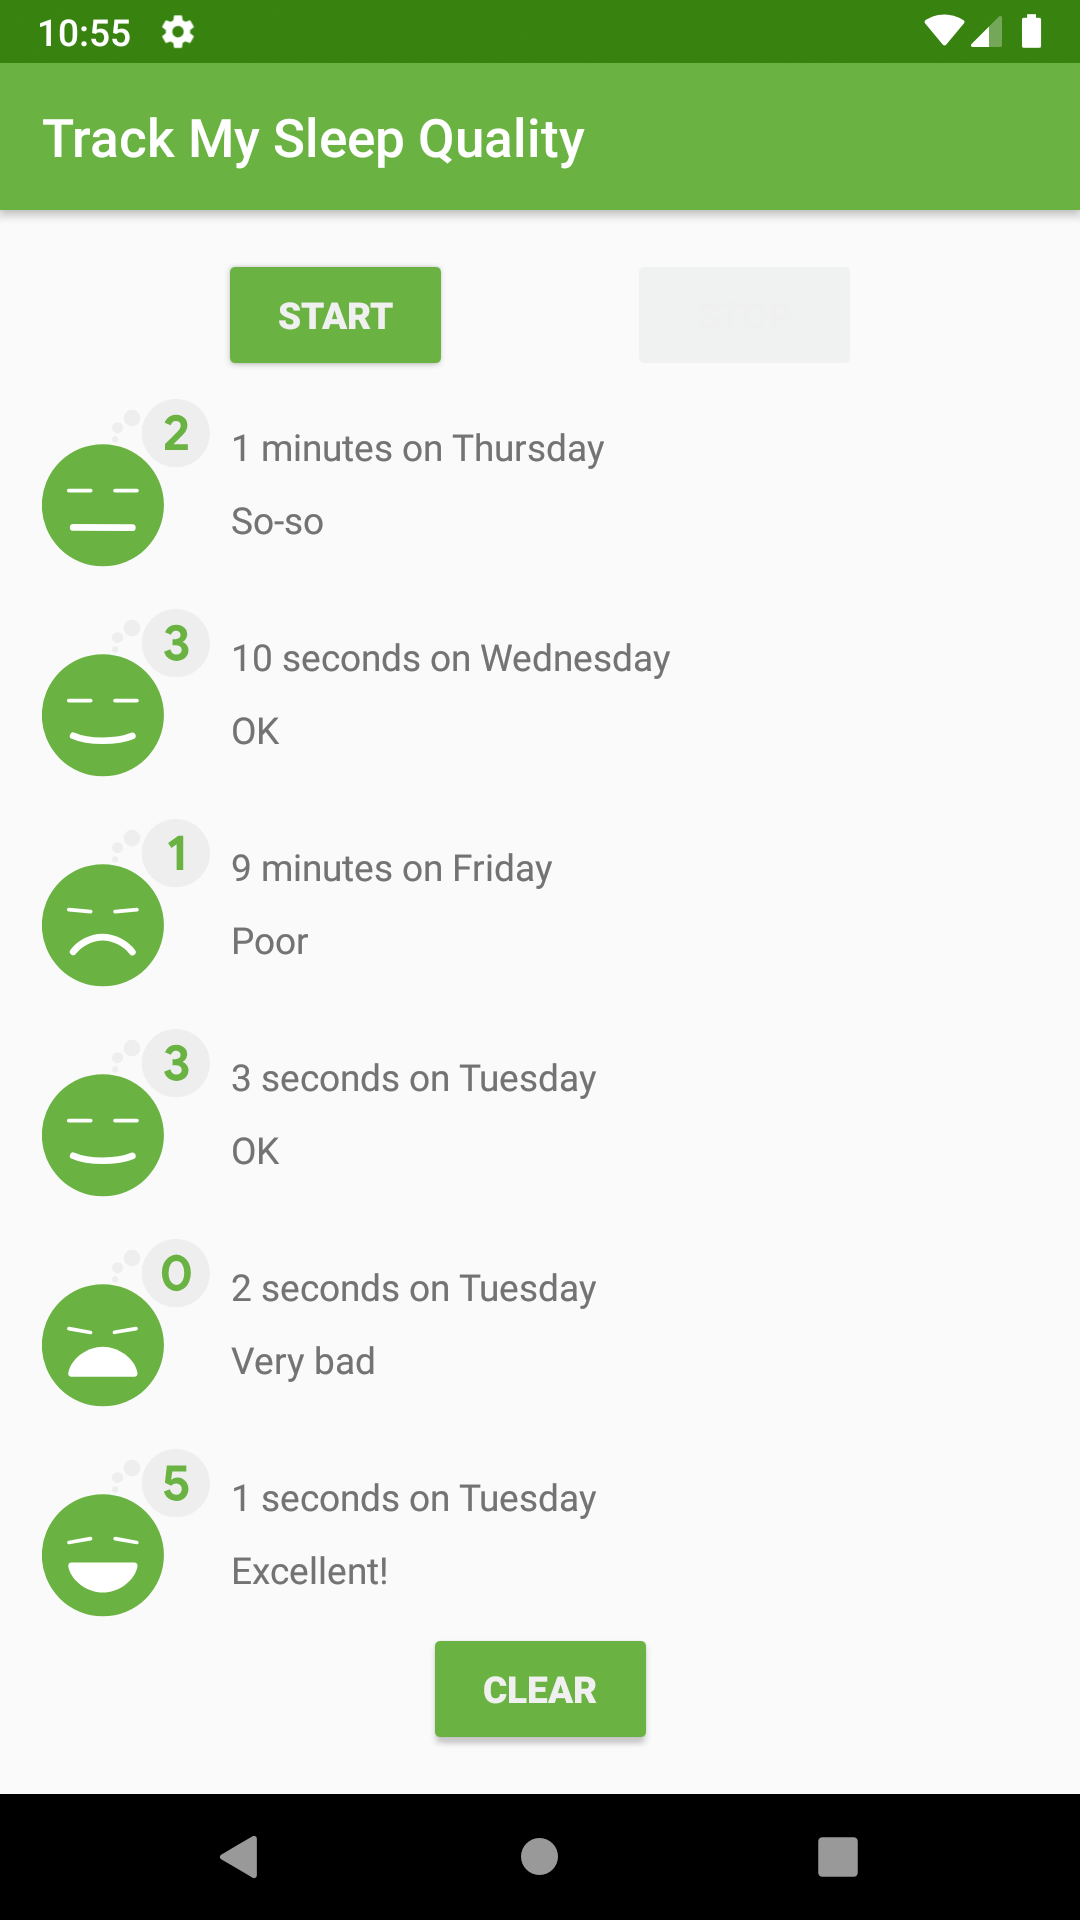 10:55
Track My Sleep Quality
START
2
1 minutes on Thursday
So-so
3
10 seconds on Wednesday
OK
1
9 minutes on Friday
Poor
3
3 seconds on Tuesday
OK
0
2 seconds on Tuesday
Very bad
5
1 seconds on Tuesday
Excellent!
CLEAR